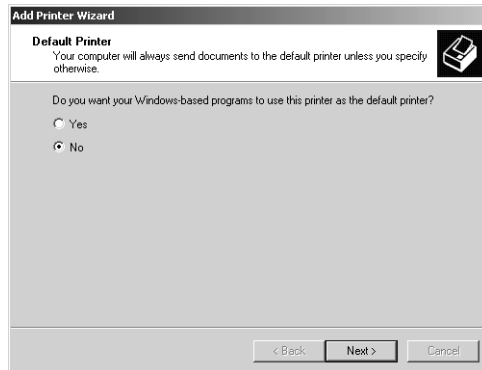 Add Printer Wizard
Default Printer
Your computer will always send documents to the default printer unless you specify
otherwise.
Do you want your Windows-based programs to use this printer as the default printer?
Yes
No
< Back
Next >
Cancel